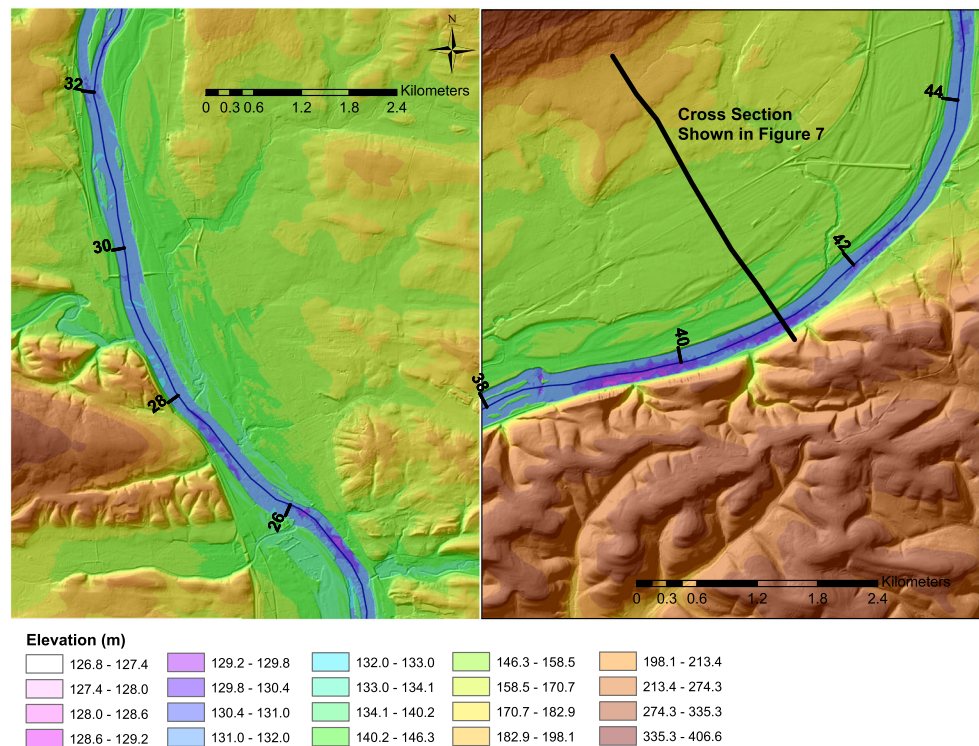 N
32
Kilometers
0 0.3 0.6 1.2 1.8 2.4
30
28
26
44
Cross Section
Shown in Figure 7
42
40
38
Kilometers
0 0.3 0.6 1.2 1.8 2.4
Elevation (m)
126.8 - 127.4
127.4 - 128.0
128.0 - 128.6
128.6 - 129.2
129.2 - 129.8
129.8 - 130.4
130.4 - 131.0
131.0 - 132.0
132.0 - 133.0
133.0 - 134.1
134.1 - 140.2
140.2 - 146.3
146.3 - 158.5
158.5 - 170.7
170.7 - 182.9
182.9 - 198.1
198.1 - 213.4
213.4 - 274.3
274.3 - 335.3
335.3 - 406.6